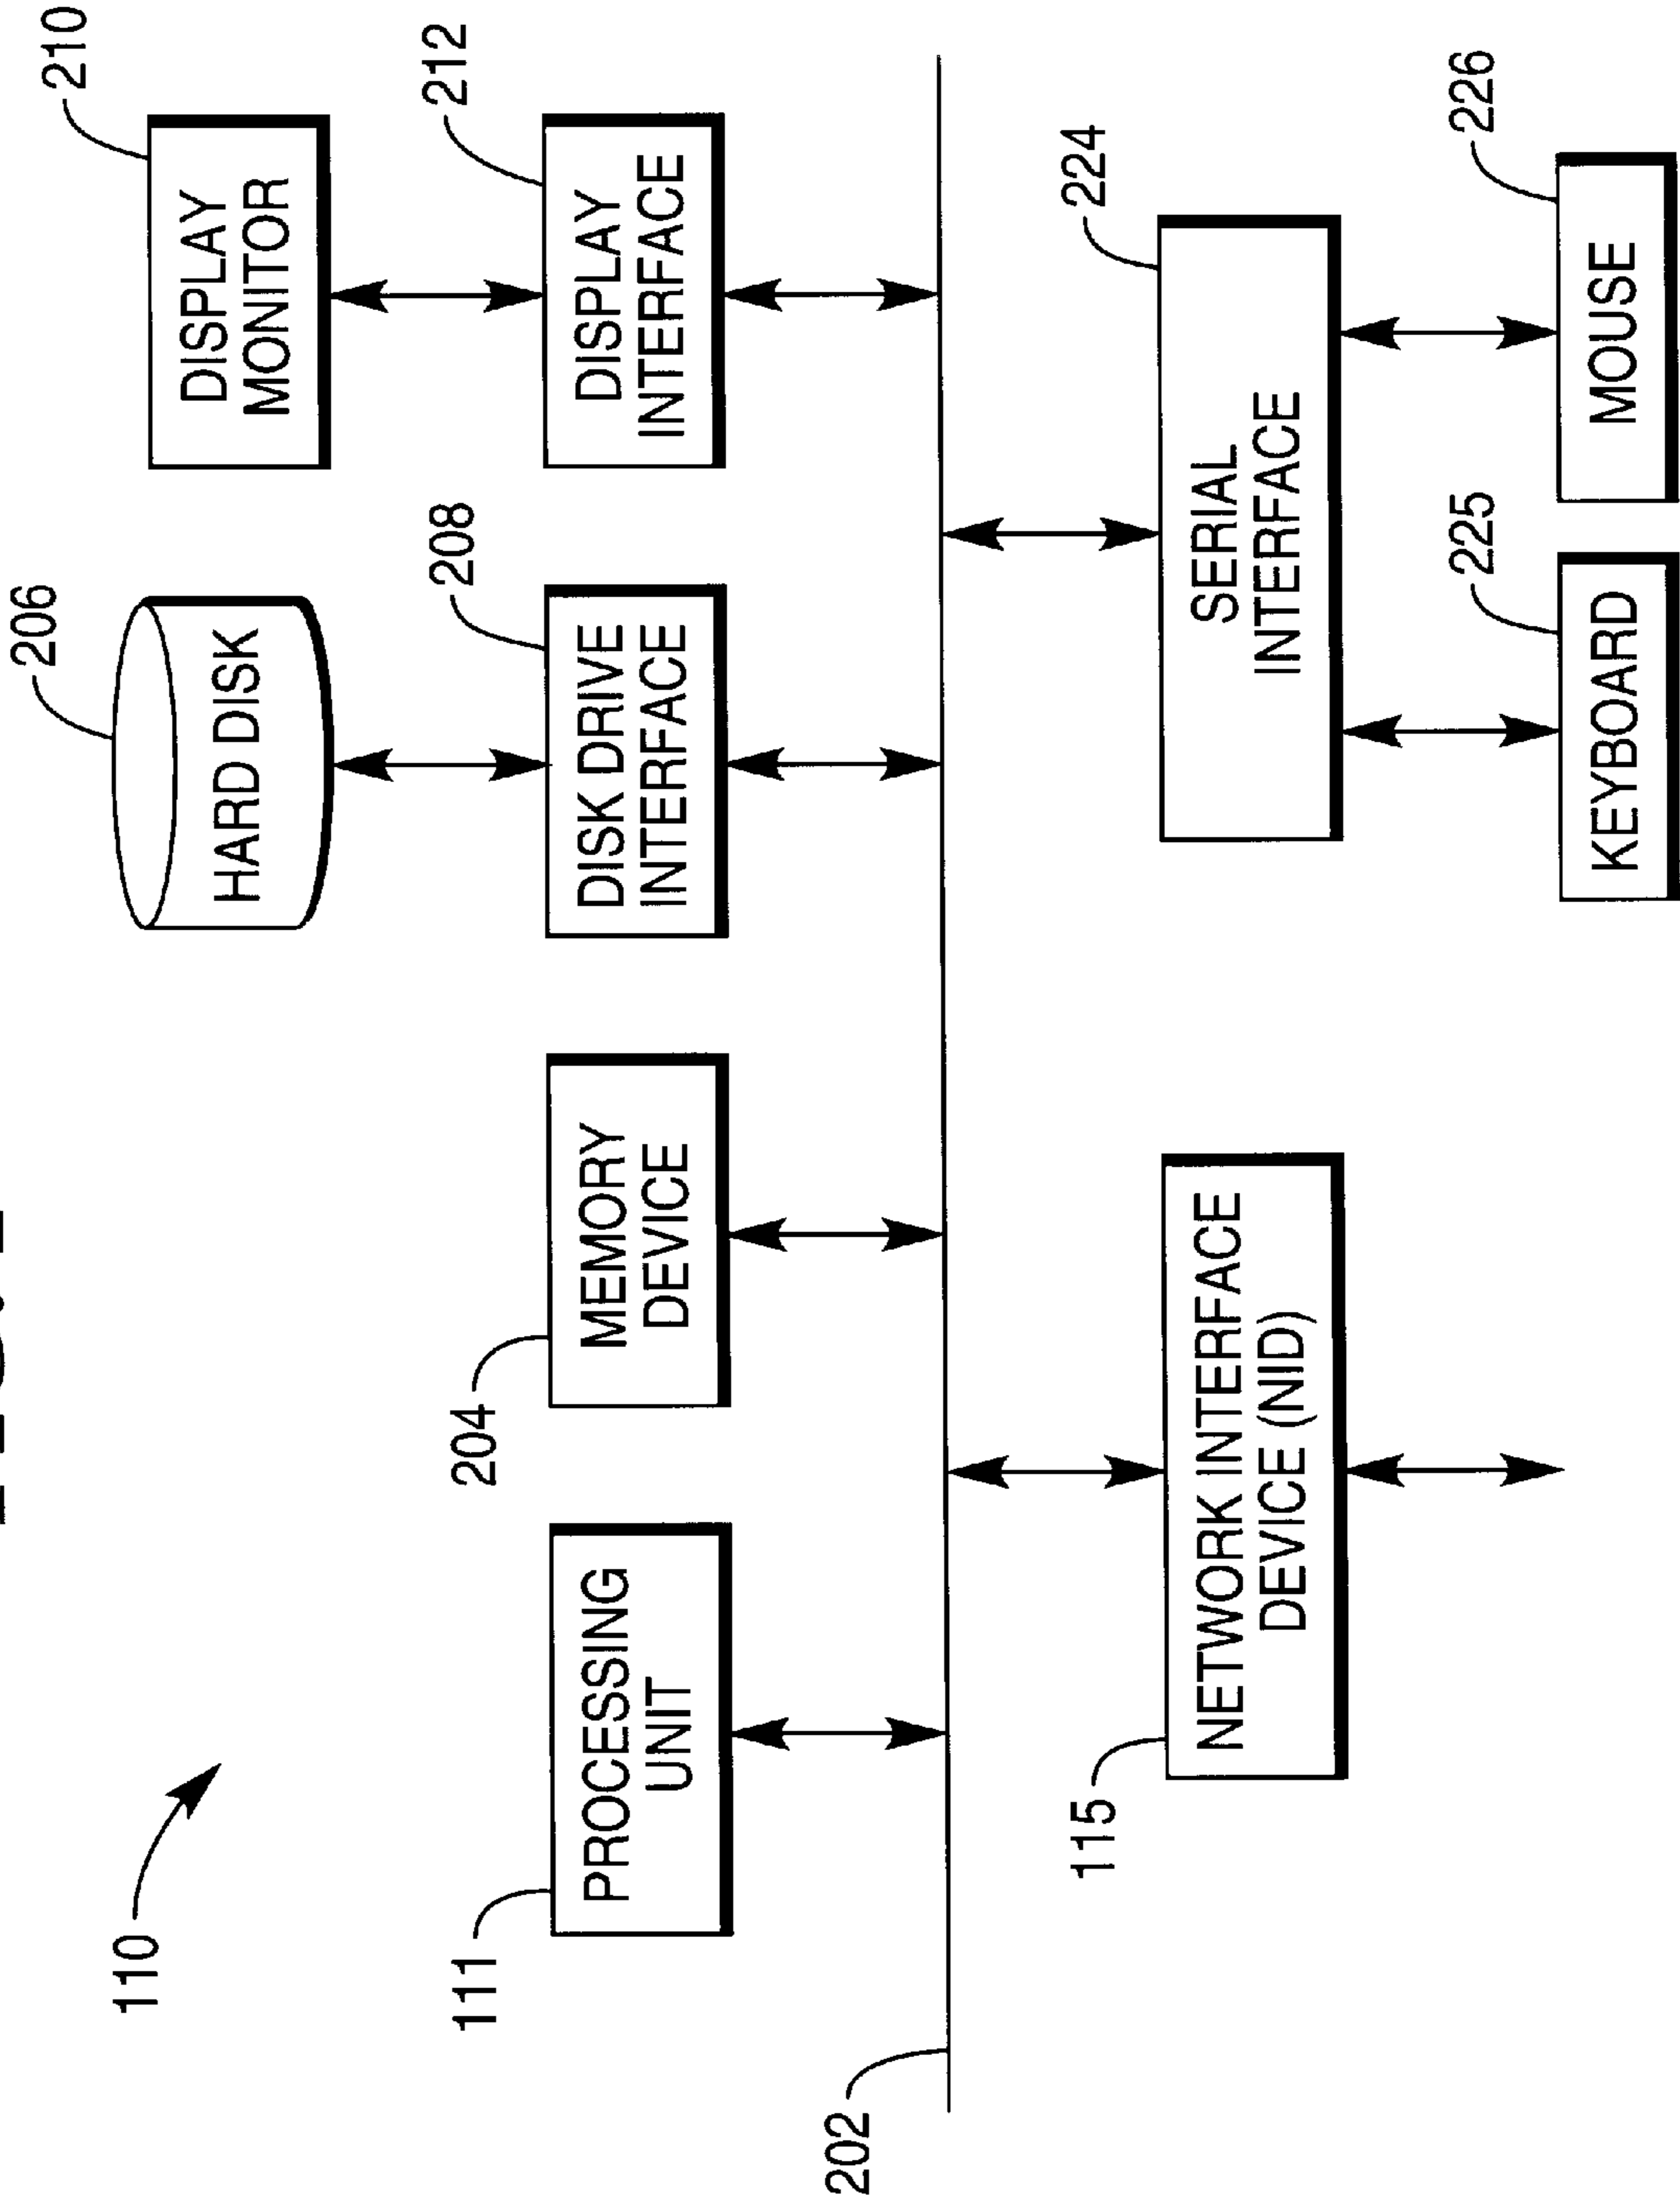 206
210
110
DISPLAY
MONITOR
HARD DISK
111
204
208
212
PROCESSING
UNIT
MEMORY
DEVICE
DISK DRIVE
INTERFACE
DISPLAY
INTERFACE
202
115
224
NETWORK INTERFACE
DEVICE (NID)
SERIAL
INTERFACE
225
226
KEYBOARD
MOUSE